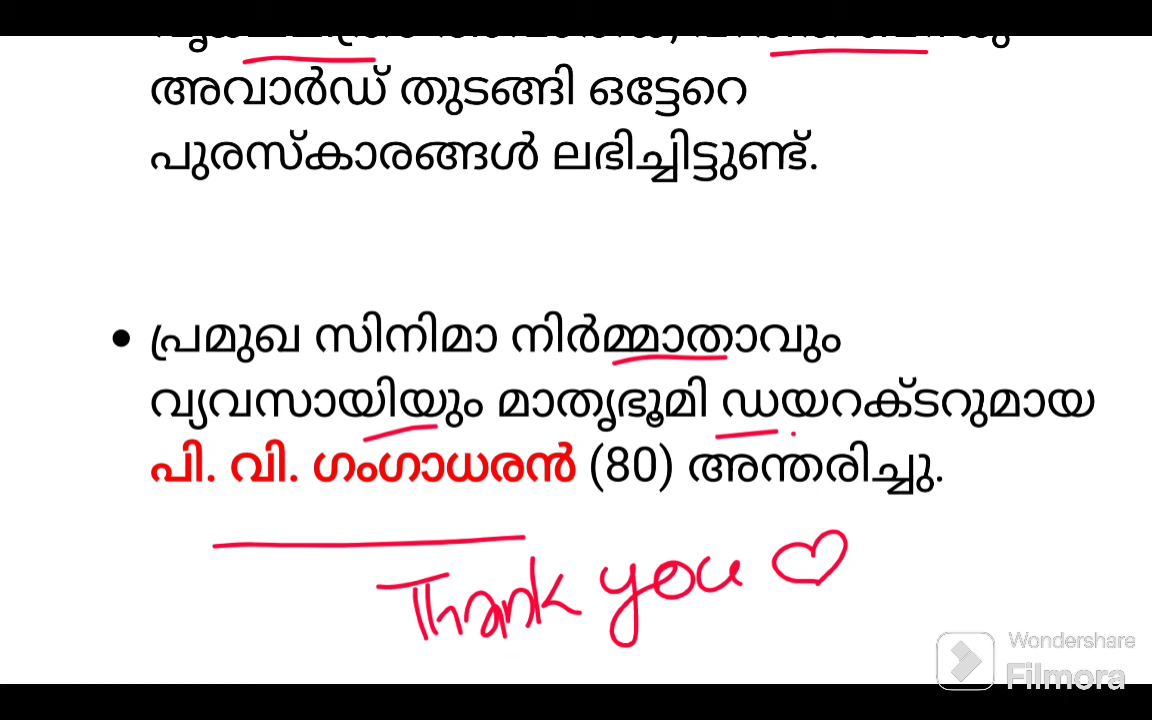 അവാർഡ് തുടങ്ങി ഒട്ടേറെ
പുരസ്കാരങ്ങൾ ലഭിച്ചിട്ടുണ്ട്.
• പ്രമുഖ സിനിമാ നിർമ്മാതാവും
വ്യവസായിയും മാതൃഭൂമി ഡയറക്ടറുമായ
പി. വി. ഗംഗാധരൻ (80) അന്തരിച്ചു.
Thank you
Wondershare
Filmora